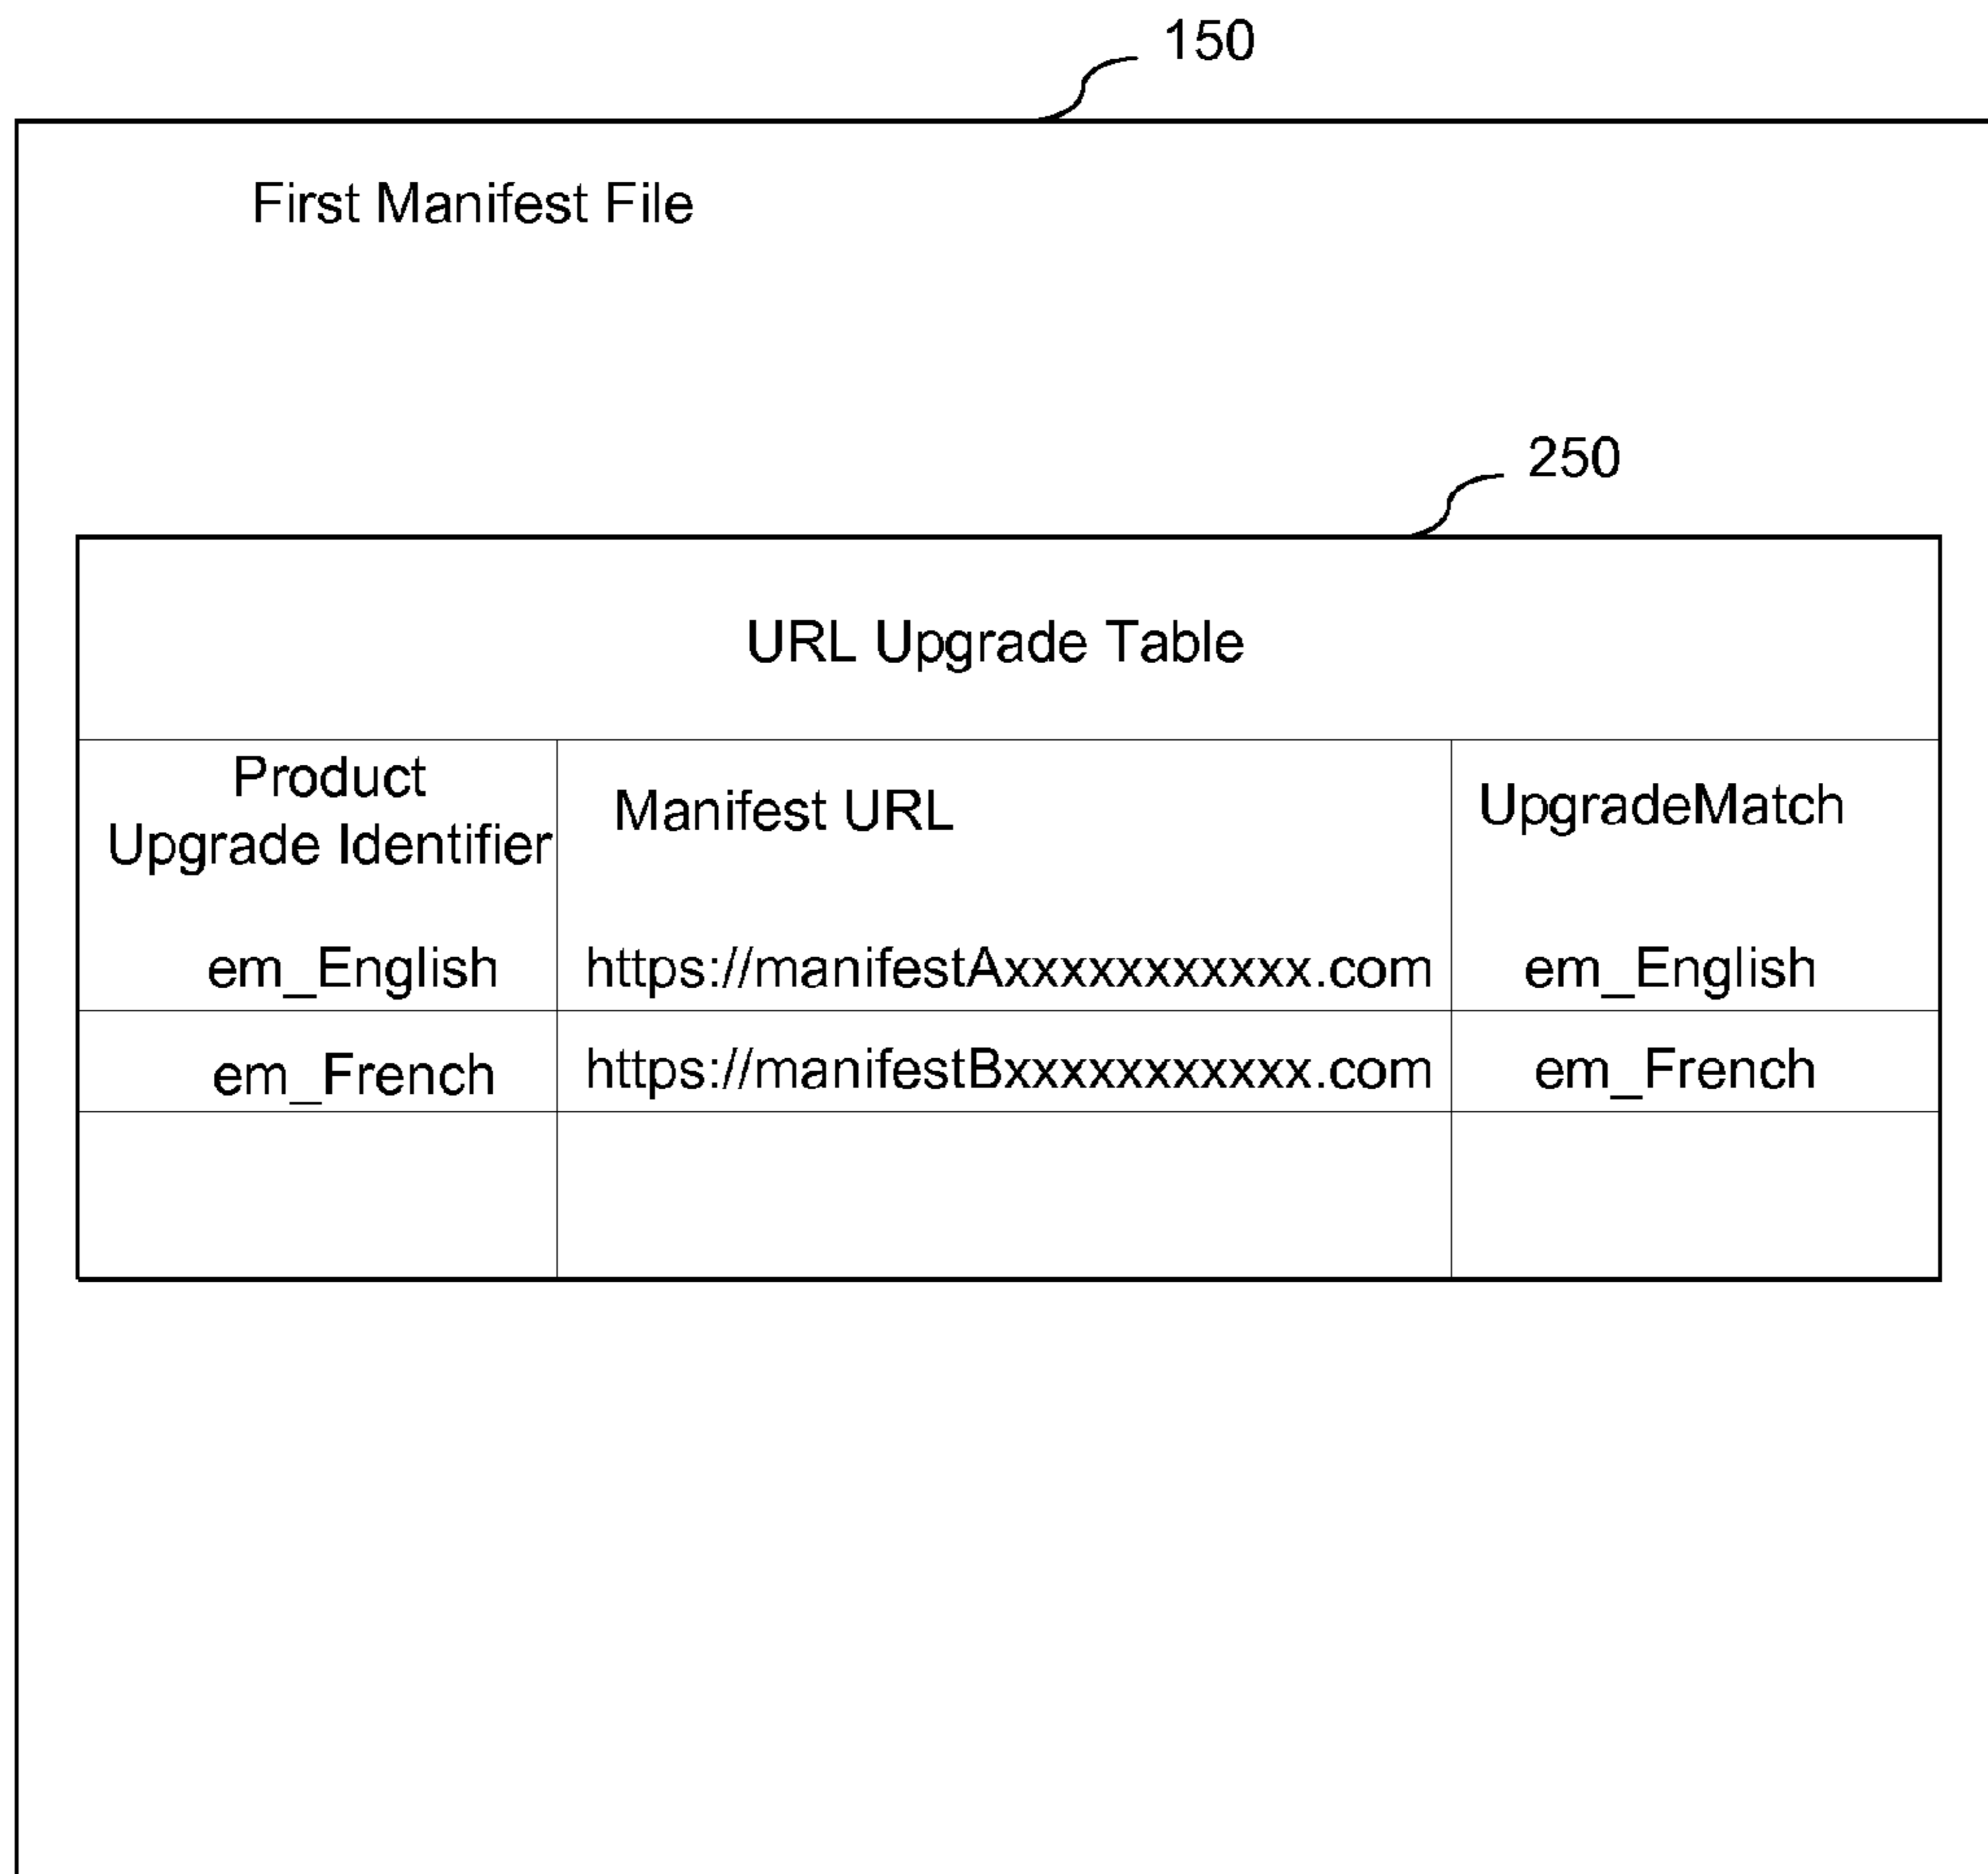 150
First Manifest File
250
URL Upgrade Table
Product
Upgrade Identifier
Manifest URL
UpgradeMatch
em_English
https://manifestAxxxxxxxxxxx.com
em_English
em_French
https://manifestBxxxxxxxxxxx.com
em_French